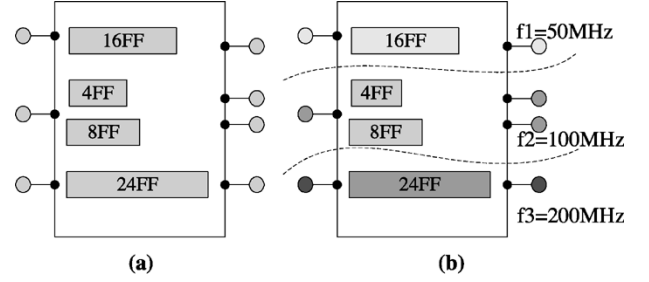 16FF
4FF
8FF
24FF
(a)
16FF
f1=50MHz
4FF
8FF
f2=100MHz
24FF
f3=200MHz
(b)